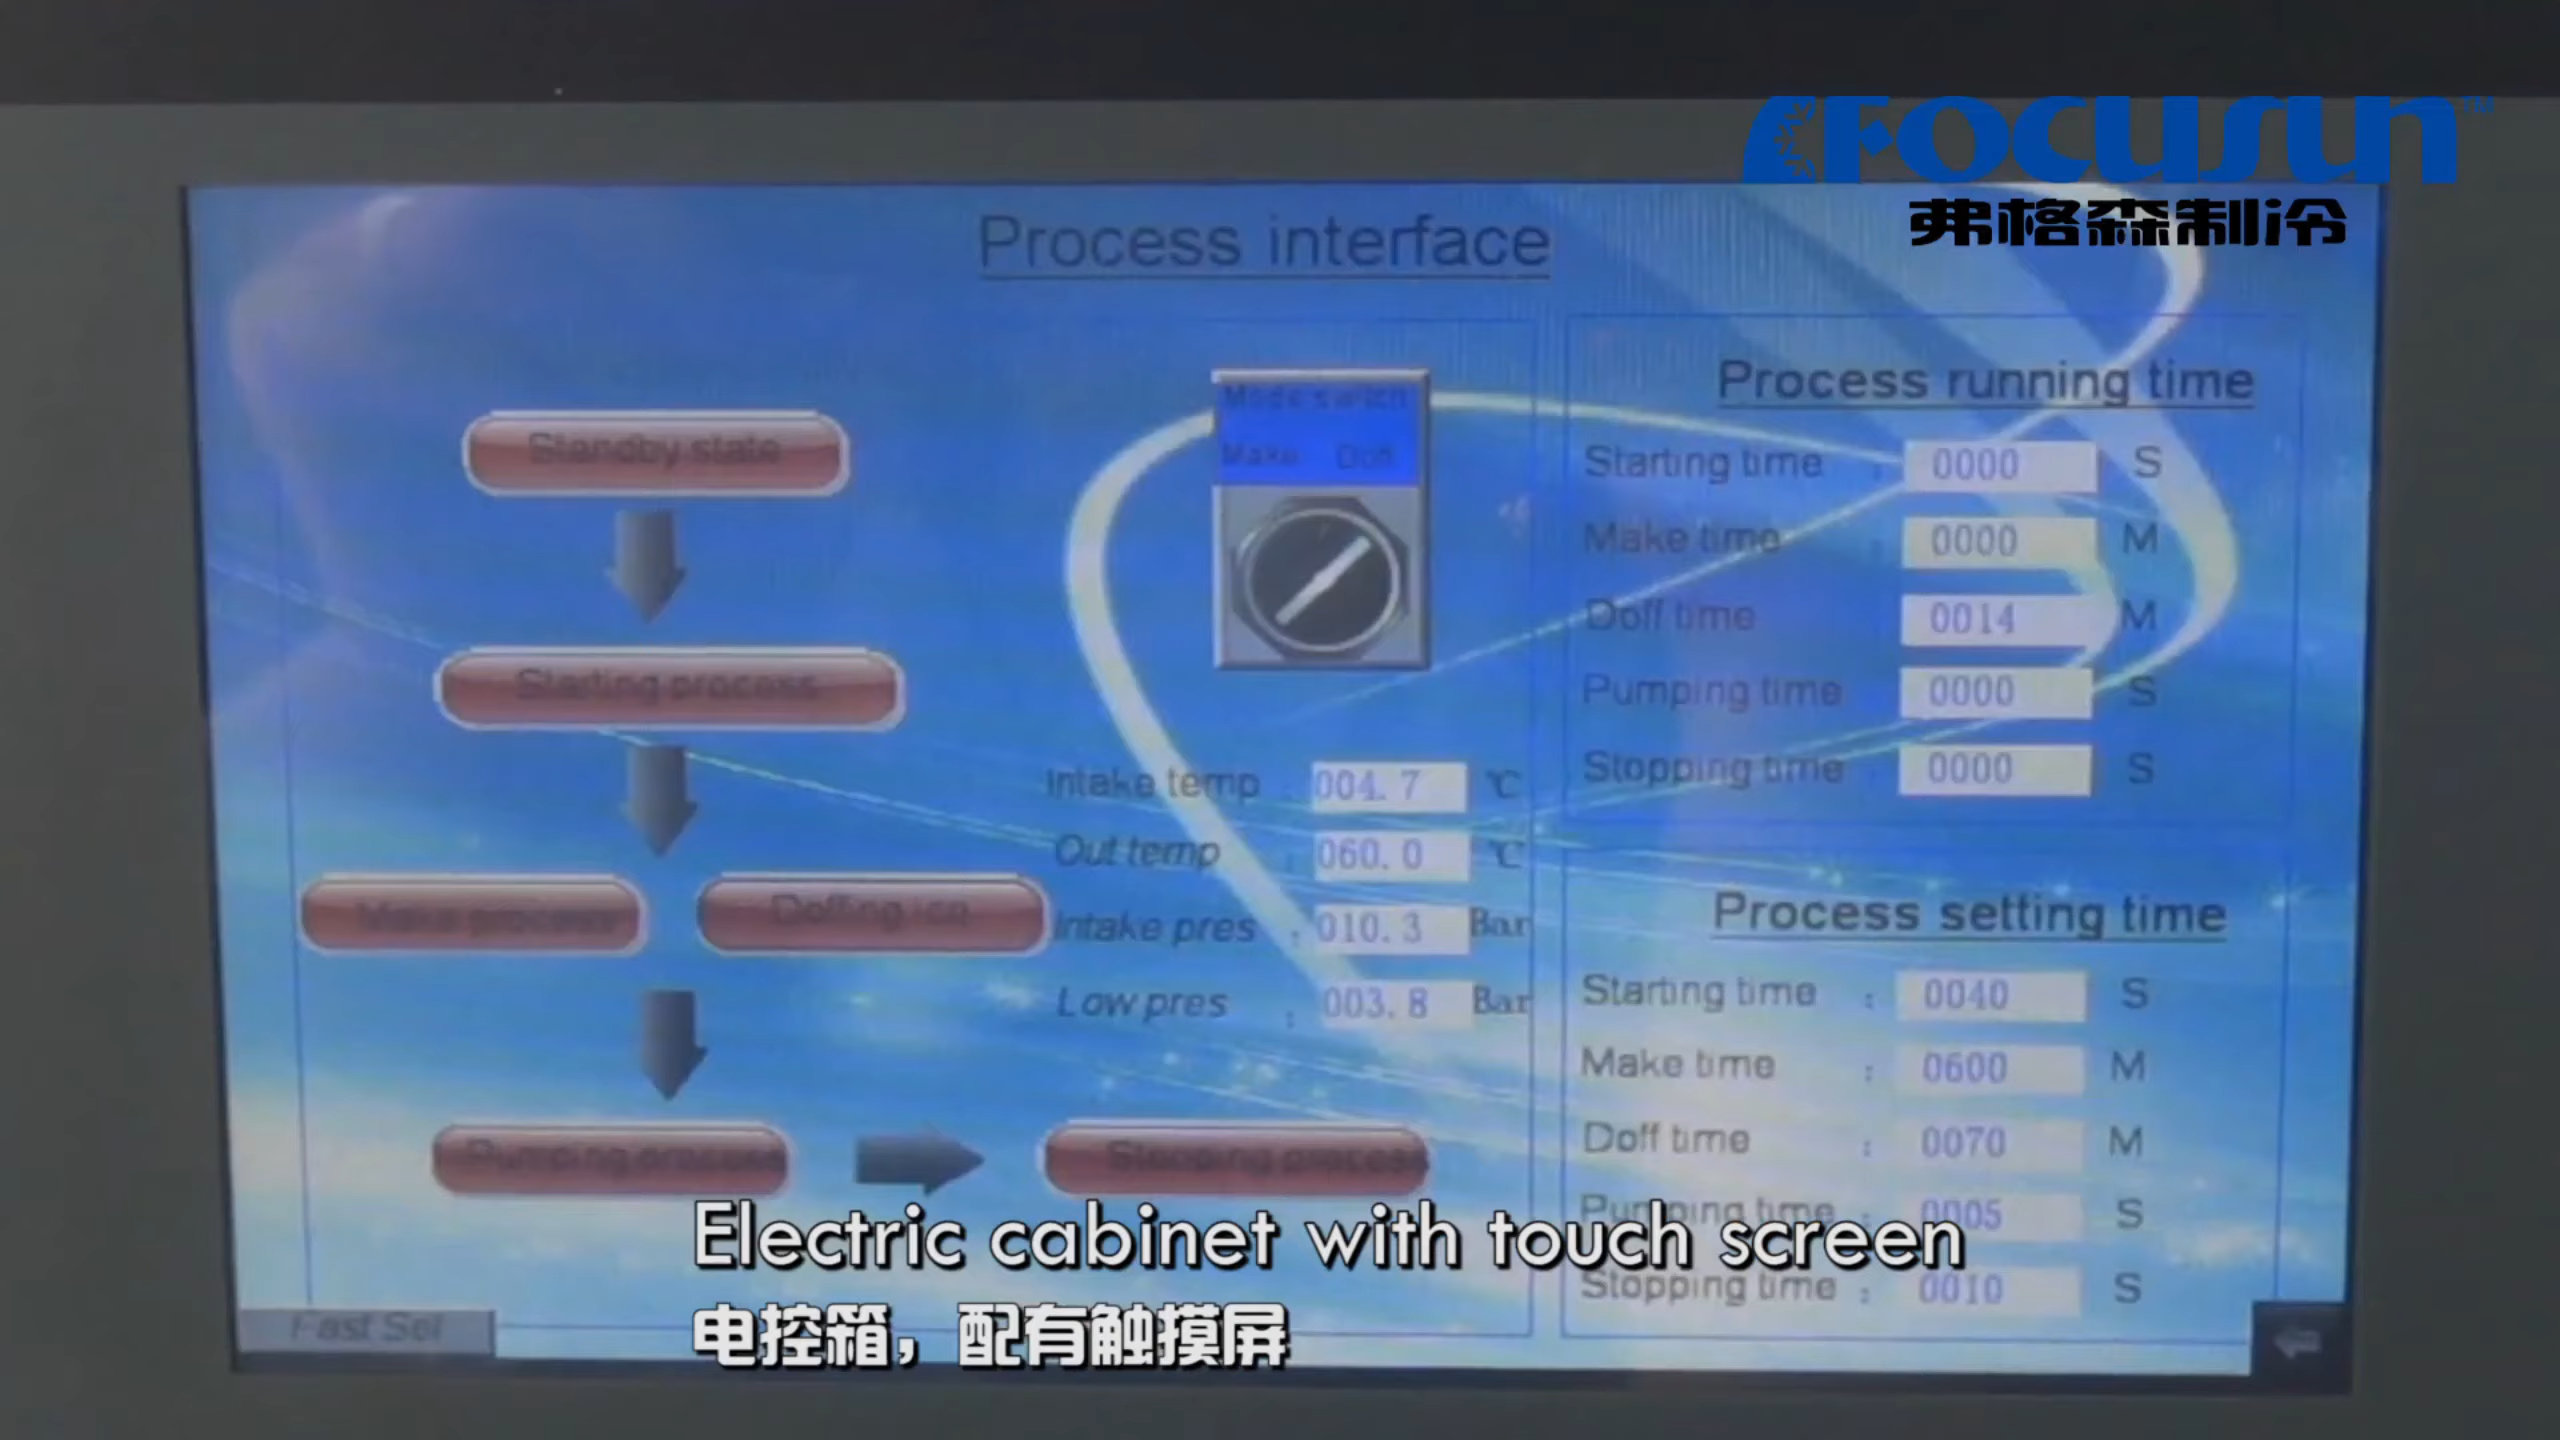 FOCUSUN™
弗格森制冷
Process interface
Standby state
Starting process
Make process
Doffing ice
Pumping process
Stopping process
Mode switch
Make Doff
Intake temp : 004.7 ℃
Out temp : 060.0 ℃
Intake pres : 010.3 Bar
Low pres : 003.8 Bar
Process running time
Starting time : 0000 S
Make time : 0000 M
Doff time 0014 M
Pumping time 0000 S
Stopping time 0000 S
Process setting time
Starting time : 0040 S
Make time : 0600 M
Doff time : 0070 M
Pumping time : 0005 S
Stopping time : 0010 S
Fast Sel
Electric cabinet with touch screen
电控箱，配有触摸屏